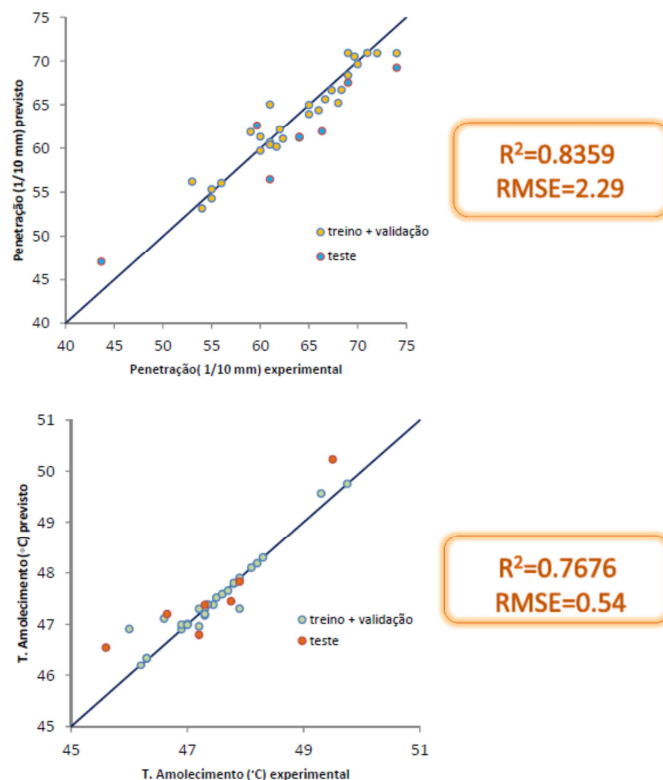 Penetração (1/10 mm) previsto
75
70
65
60
55
50
45
40
treino + validação
teste
40 45 50 55 60 65 70 75
Penetração( 1/10 mm) experimental
R²=0.8359
RMSE=2.29
T. Amolecimento (◦C) previsto
51
50
49
48
47
46
45
treino + validação
teste
45 47 49 51
T. Amolecimento (°C) experimental
R²=0.7676
RMSE=0.54